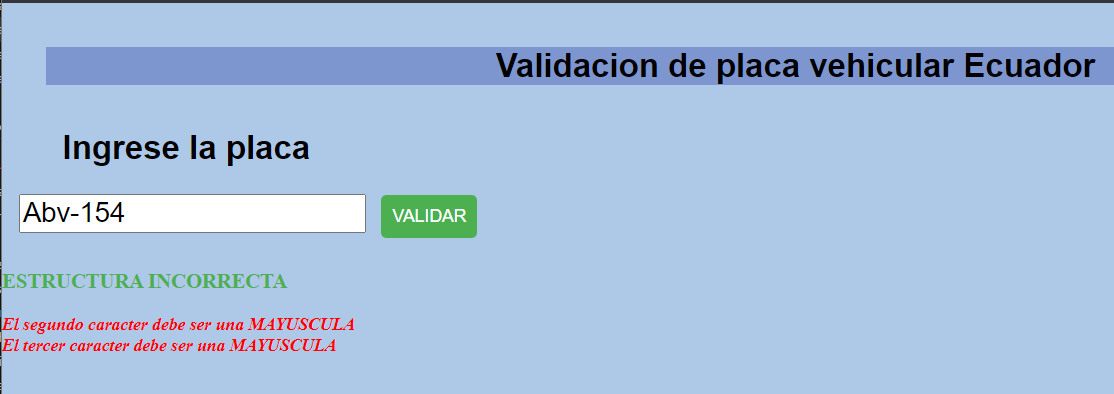 Validacion de placa vehicular Ecuador
Ingrese la placa
Abv-154
VALIDAR
ESTRUCTURA INCORRECTA
El segundo caracter debe ser una MAYUSCULA
El tercer caracter debe ser una MAYUSCULA